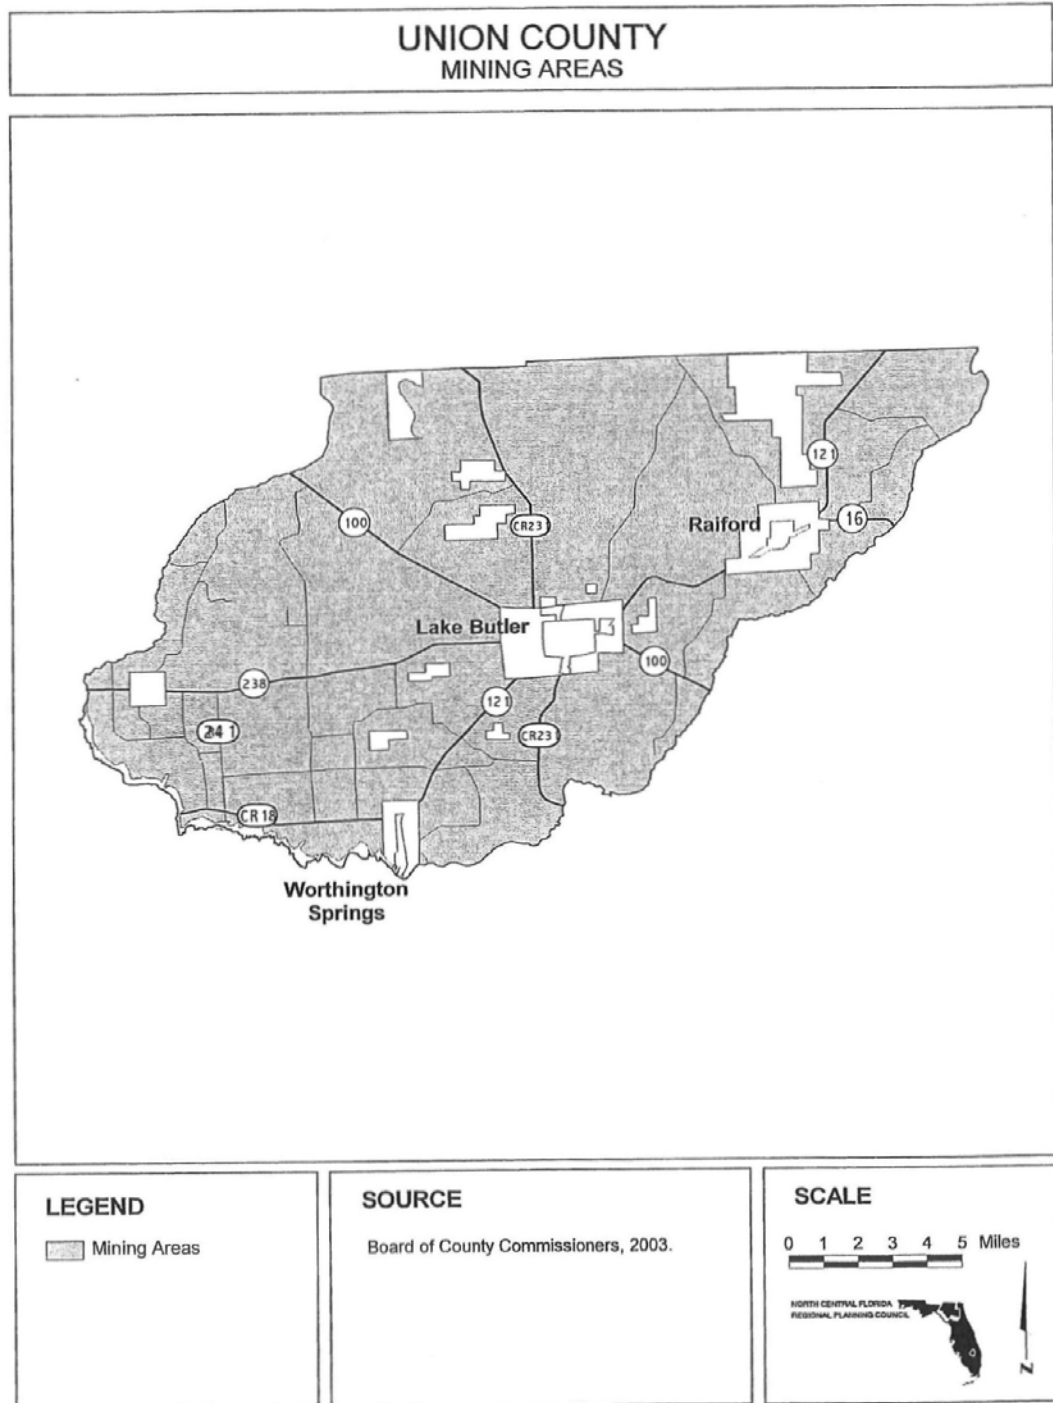 UNION COUNTY
MINING AREAS
121
Raiford
16
100
CR23
Lake Butler
100
238
121
241
CR23
CR18
Worthington
Springs
LEGEND
Mining Areas
SOURCE
Board of County Commissioners, 2003.
SCALE
0 1 2 3 4 5 Miles
NORTH CENTRAL FLORIDA
REGIONAL PLANNING COUNCIL
N